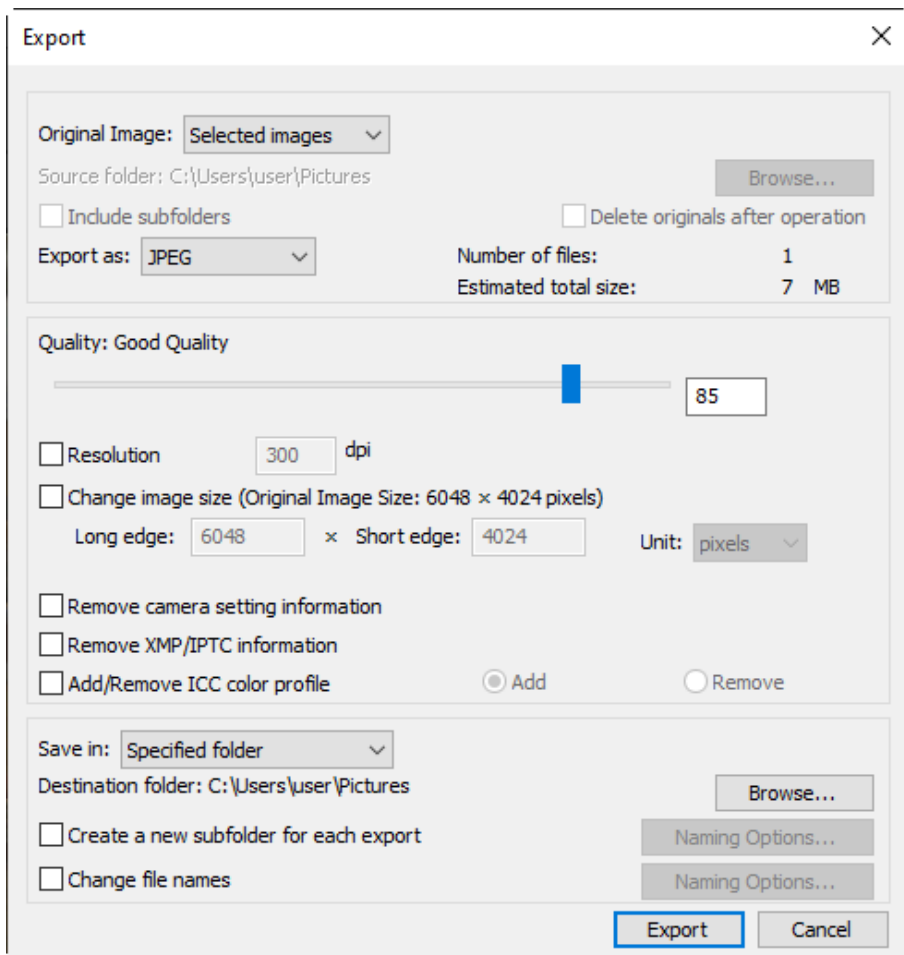 Export
Original Image: Selected images
Source folder: C:\Users\user\Pictures Browse...
Include subfolders Delete originals after operation
Export as: JPEG Number of files: 1
Estimated total size: 7 MB
Quality: Good Quality
85
Resolution 300 dpi
Change image size (Original Image Size: 6048 × 4024 pixels)
Long edge: 6048 × Short edge: 4024 Unit: pixels
Remove camera setting information
Remove XMP/IPTC information
Add/Remove ICC color profile Add Remove
Save in: Specified folder
Destination folder: C:\Users\user\Pictures Browse...
Create a new subfolder for each export Naming Options...
Change file names Naming Options...
Export Cancel